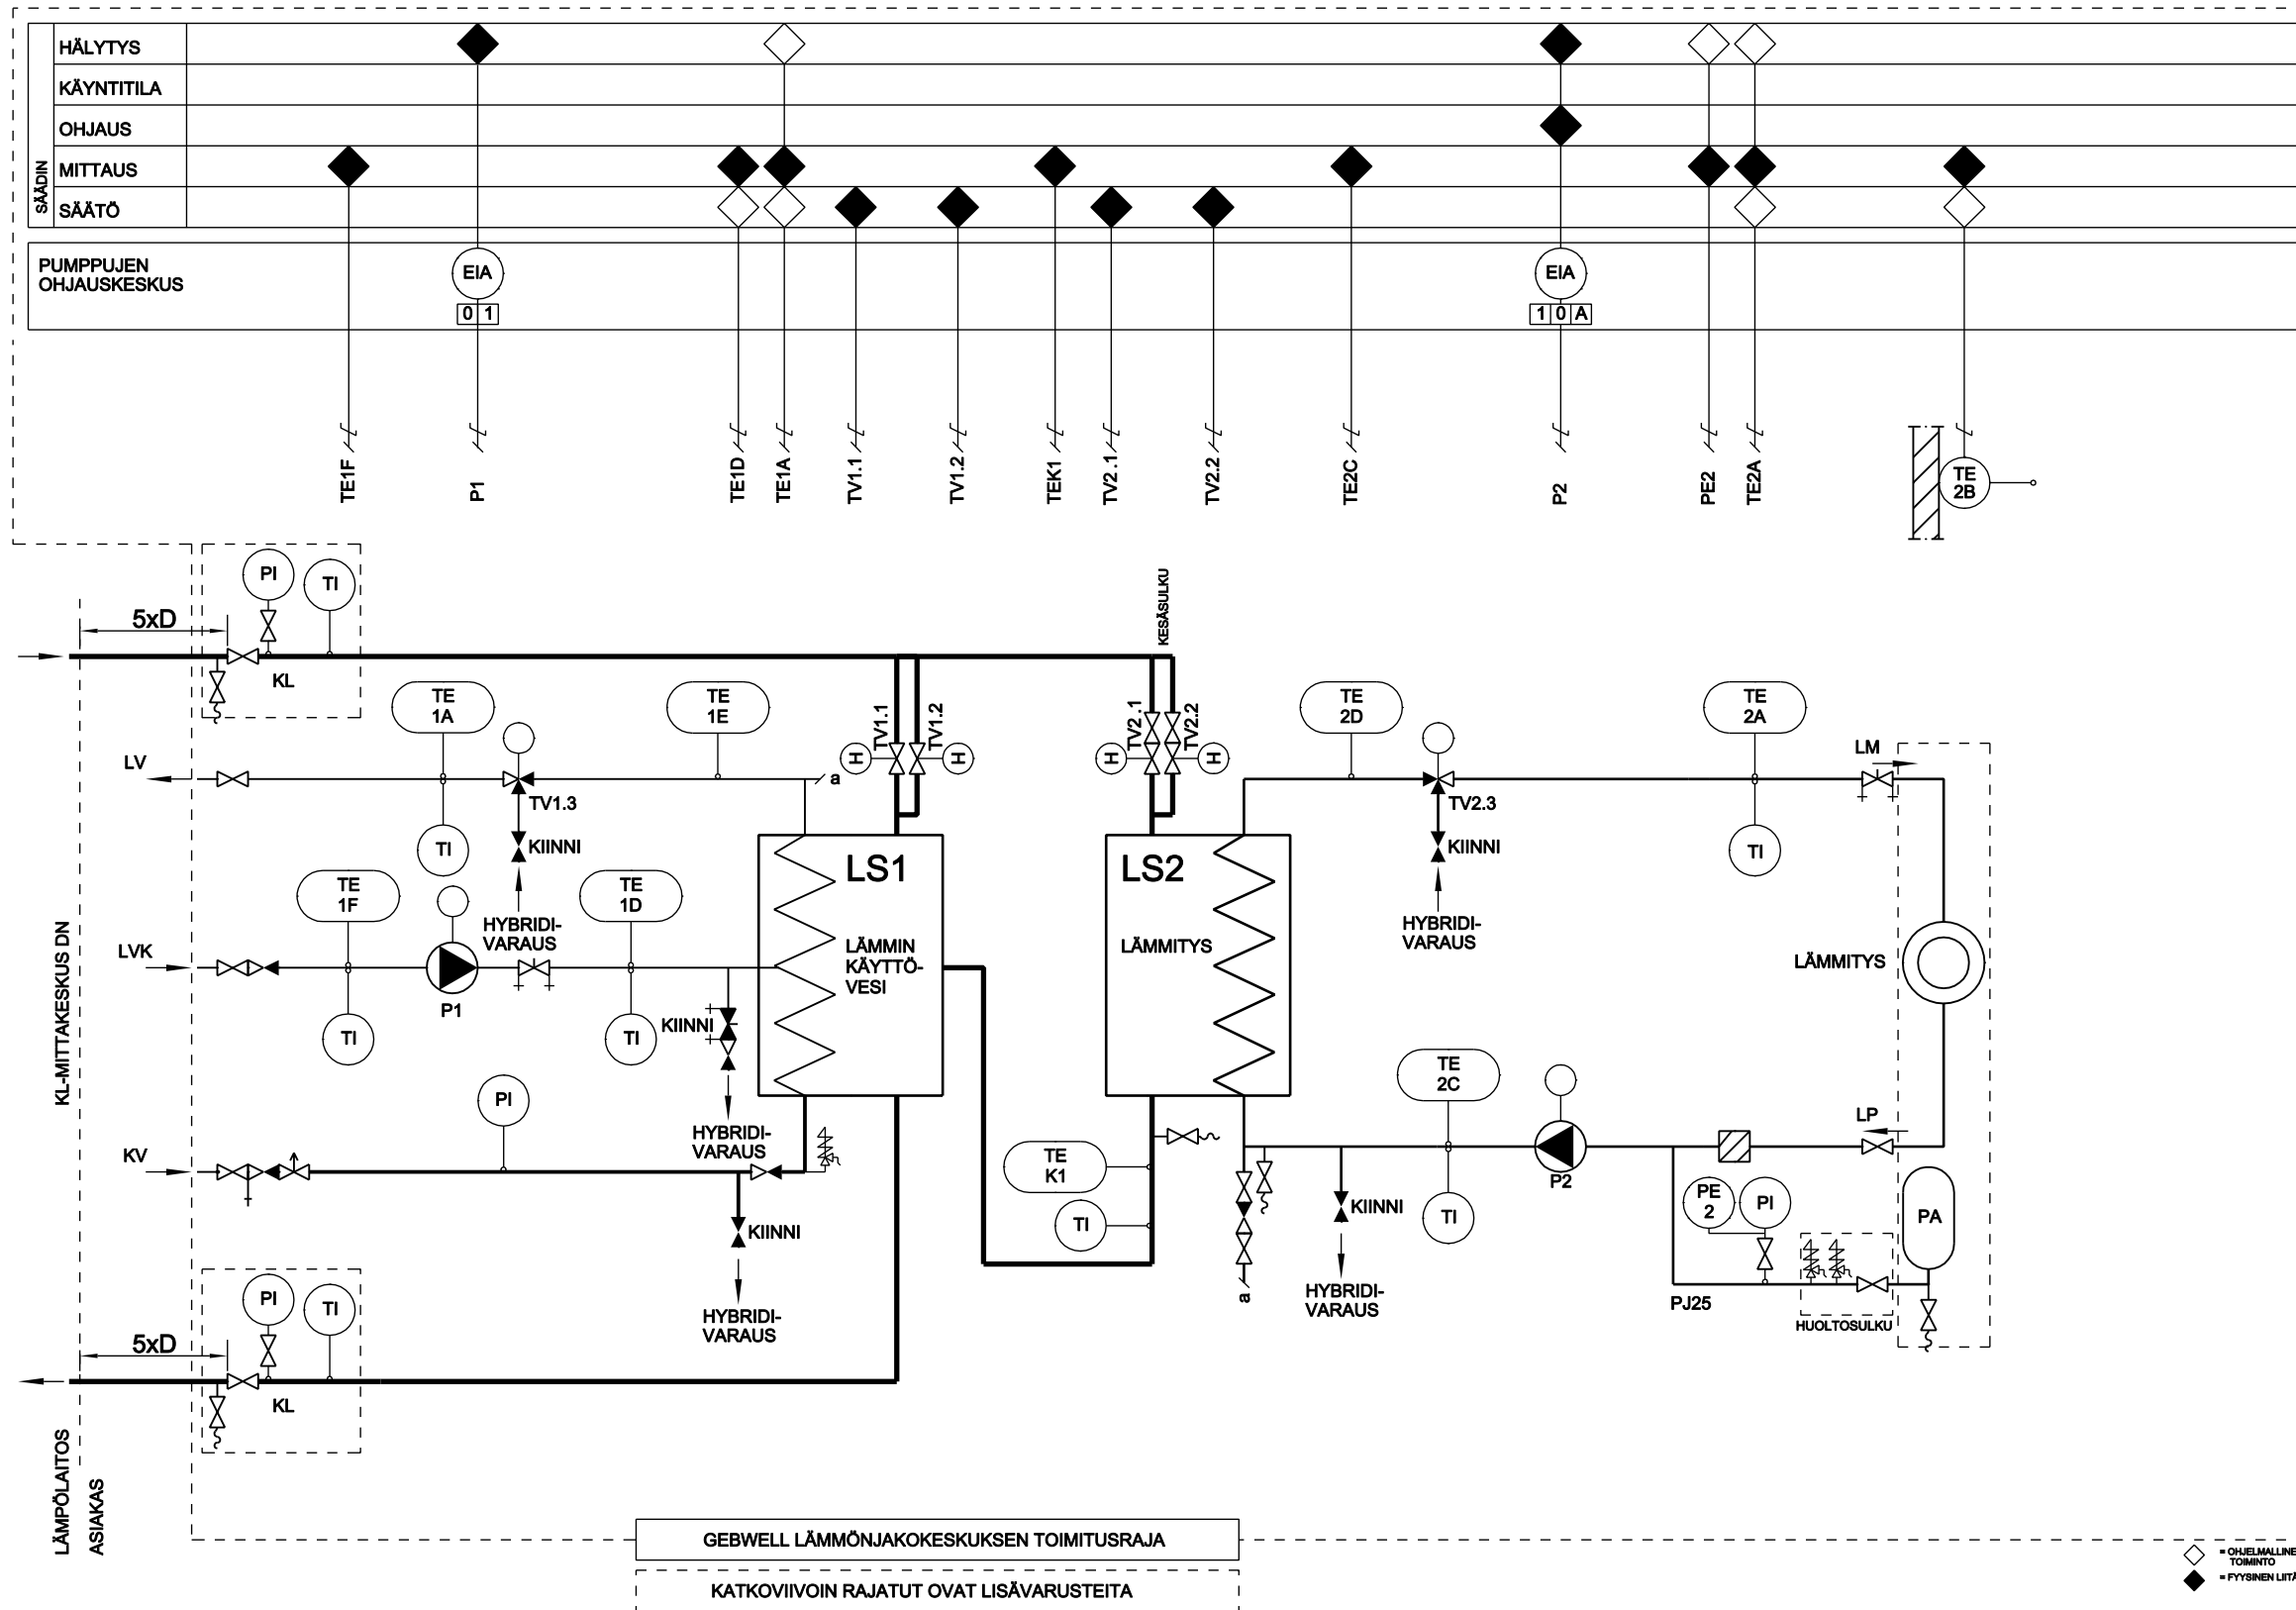 HÄLYTYS
KÄYNTITILA
OHJAUS
MITTAUS
SÄÄTÖ
SÄÄDIN
PUMPPUJEN
OHJAUSKESKUS
EIA
0 1
EIA
1 0 A
TE1F
P1
TE1D
TE1A
TV1.1
TV1.2
TEK1
TV2 .1
TV2.2
TE2C
P2
PE2
TE2A
TE
2B
PI
TI
5xD
KL
KESÄSULKU
TE
1A
TE
1E
TV1.1
TV1.2
H
H
TV2 .1
TV2.2
H
H
TE
2D
TE
2A
LM
LV
a
TV1.3
TV2.3
TI
KIINNI
KIINNI
TI
HYBRIDI-
VARAUS
HYBRIDI-
VARAUS
LS1
LÄMMIN
KÄYTTÖ-
VESI
LS2
LÄMMITYS
TE
1F
TE
1D
LVK
P1
TI
TI
KIINNI
HYBRIDI-
VARAUS
LÄMMITYS
KL-MITTAKESKUS DN
PI
KV
KIINNI
HYBRIDI-
VARAUS
TE
K1
TI
TE
2C
TI
P2
LP
KIINNI
HYBRIDI-
VARAUS
a
PE
2
PI
PA
PJ25
HUOLTOSULKU
PI
TI
5xD
KL
LÄMPÖLAITOS
ASIAKAS
GEBWELL LÄMMÖNJAKOKESKUKSEN TOIMITUSRAJA
KATKOVIIVOIN RAJATUT OVAT LISÄVARUSTEITA
= OHJELMALLINE
TOIMINTO
= FYYSINEN LIITÄ